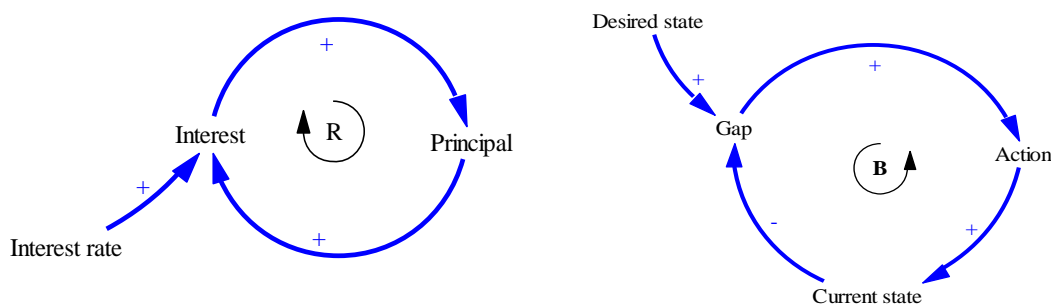 +
Interest
R
Principal
+
+
Interest rate
Desired state
+
+
Gap
B
Action
-
+
Current state